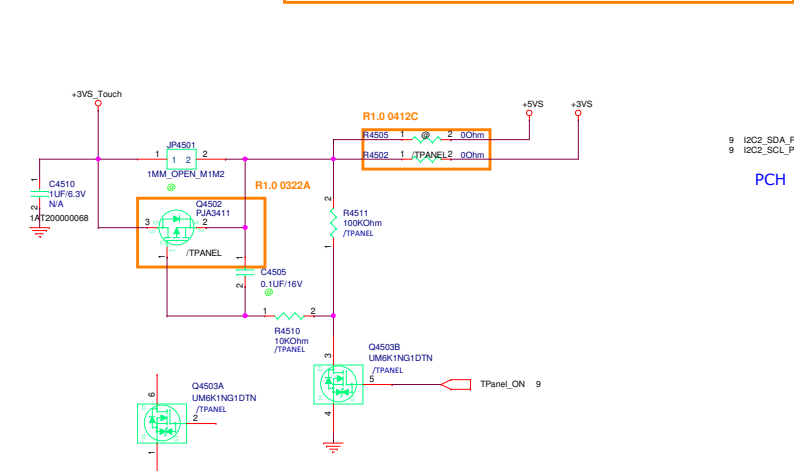 +3VS_Touch
R1.0 0412C
+5VS
+3VS
R4505 1 @ 2 0Ohm
R4502 1 /TPANEL 2 0Ohm
9 I2C2_SDA_P
9 I2C2_SCL_P
PCH
JP4501
1 1 2 2
1MM_OPEN_M1M2
@
R1.0 0322A
1
C4510
1UF/6.3V
N/A
2
1AT200000068
Q4502
PJA3411
3 2
1
/TPANEL
2
R4511
100KOhm
/TPANEL
1
1
C4505
0.1UF/16V
2
@
1 2
R4510
10KOhm
/TPANEL
Q4503B
UM6K1NG1DTN
/TPANEL
3
5
4
TPanel_ON 9
6
Q4503A
UM6K1NG1DTN
/TPANEL
2
1